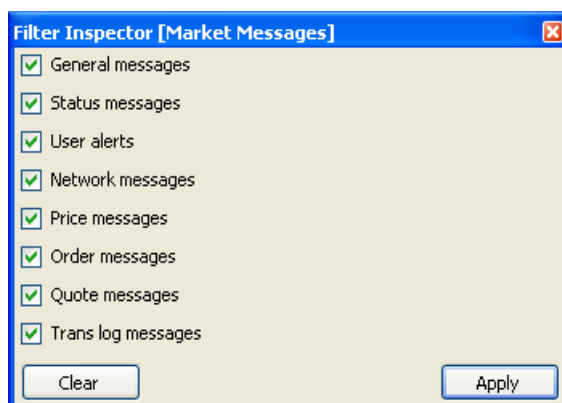 Filter Inspector [Market Messages]
General messages
Status messages
User alerts
Network messages
Price messages
Order messages
Quote messages
Trans log messages
Clear
Apply